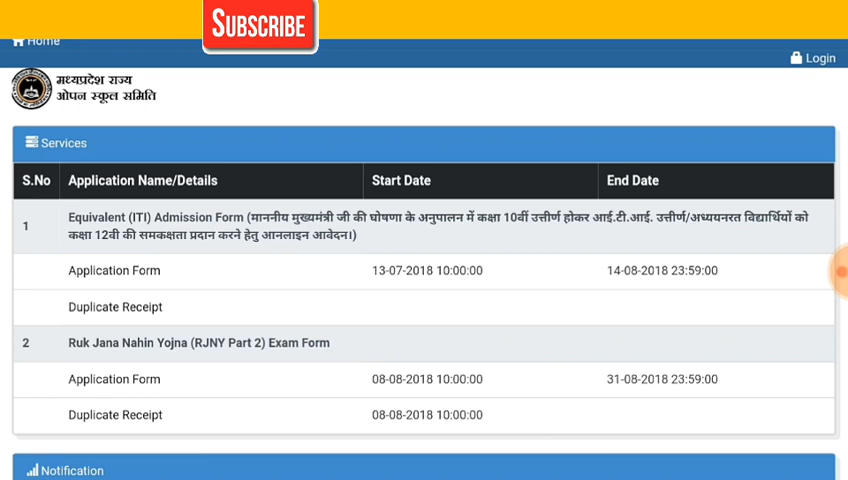 SUBSCRIBE
Home
Login
मध्यप्रदेश राज्य
ओपन स्कूल समिति
Services
S.No Application Name/Details Start Date End Date
1 Equivalent (ITI) Admission Form (माननीय मुख्यमंत्री जी की घोषणा के अनुपालन में कक्षा 10वीं उत्तीर्ण होकर आई.टी.आई. उत्तीर्ण/अध्ययनरत विद्यार्थियों को
कक्षा 12वी की समकक्षता प्रदान करने हेतु आनलाइन आवेदन।)
Application Form 13-07-2018 10:00:00 14-08-2018 23:59:00
Duplicate Receipt
2 Ruk Jana Nahin Yojna (RJNY Part 2) Exam Form
Application Form 08-08-2018 10:00:00 31-08-2018 23:59:00
Duplicate Receipt 08-08-2018 10:00:00
Notification